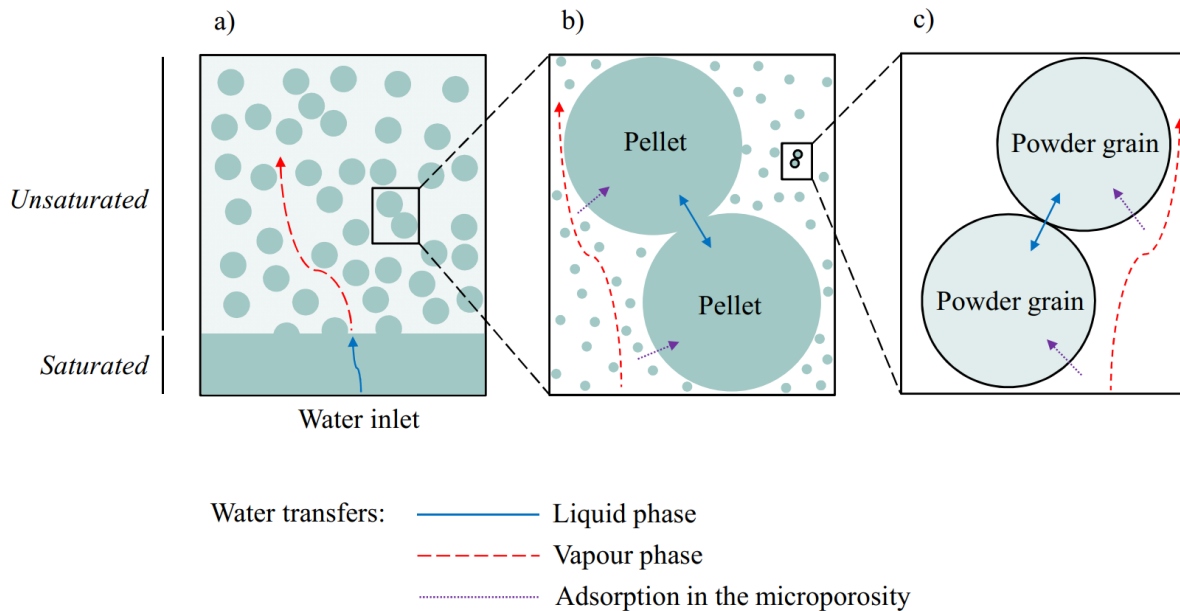 a)
b)
c)
Unsaturated
Saturated
Pellet
Pellet
Powder grain
Powder grain
Water inlet
Water transfers:
Liquid phase
Vapour phase
Adsorption in the microporosity